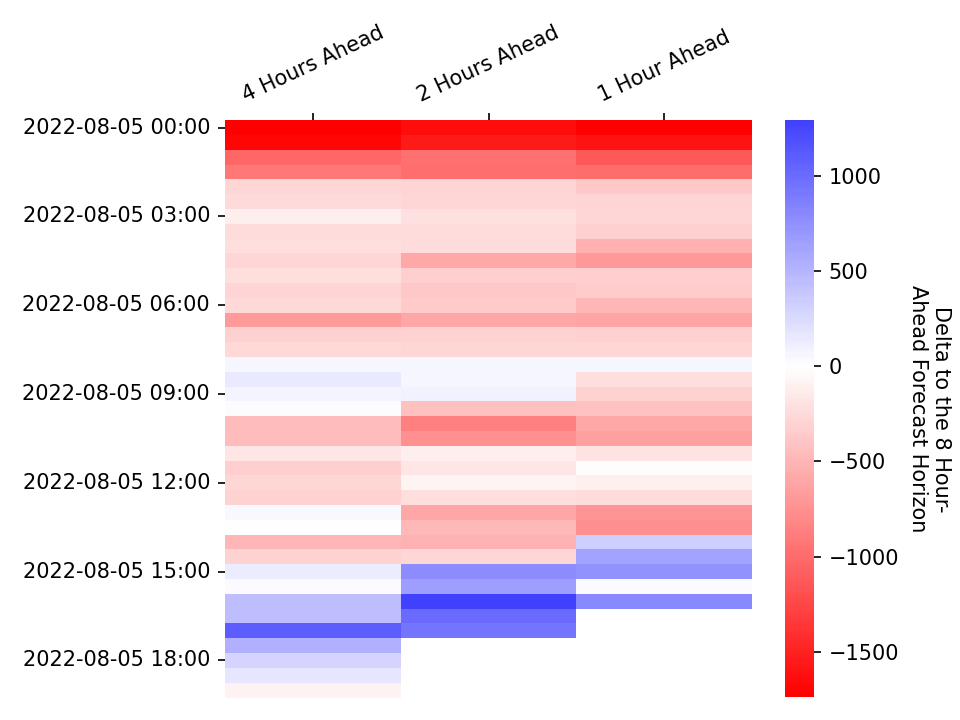 4 Hours Ahead
2 Hours Ahead
1 Hour Ahead
2022-08-05 00:00
2022-08-05 03:00
2022-08-05 06:00
2022-08-05 09:00
2022-08-05 12:00
2022-08-05 15:00
2022-08-05 18:00
1000
500
0
−500
−1000
−1500
Delta to the 8 Hour-
Ahead Forecast Horizon